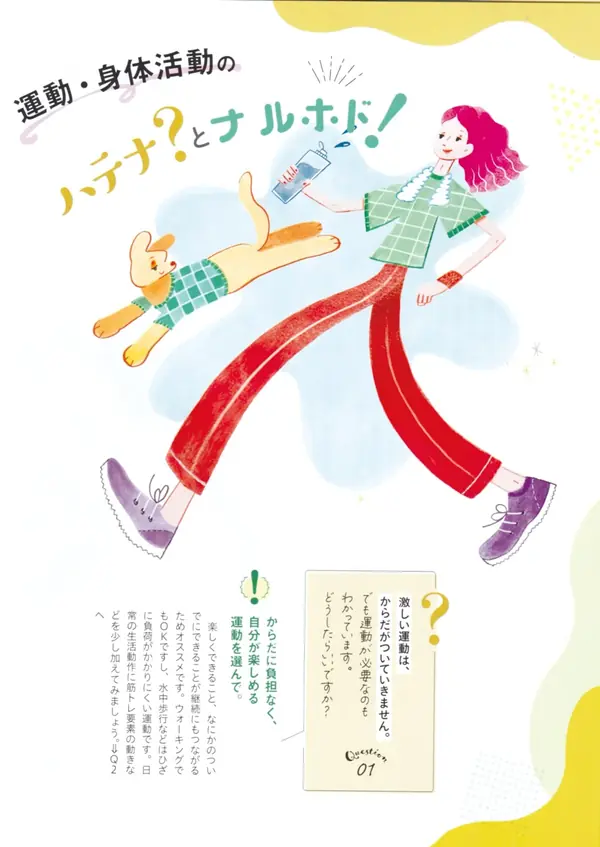 運動・身体活動の
ハテナ?とナルホド!
?
激しい運動は、
からだがついていきません。
でも運動が必要なのも
わかっています。
どうしたらいいですか?
Question
01
!
からだに負担なく、
自分が楽しめる
運動を選んで。
楽しくできること、なにかのつい
でにできることが継続にもつながる
ためオススメです。ウォーキングで
もOKですし、水中歩行などはひざ
に負荷がかかりにくい運動です。日
常の生活動作に筋トレ要素の動きな
どを少し加えてみましょう。⇓Q2
へ